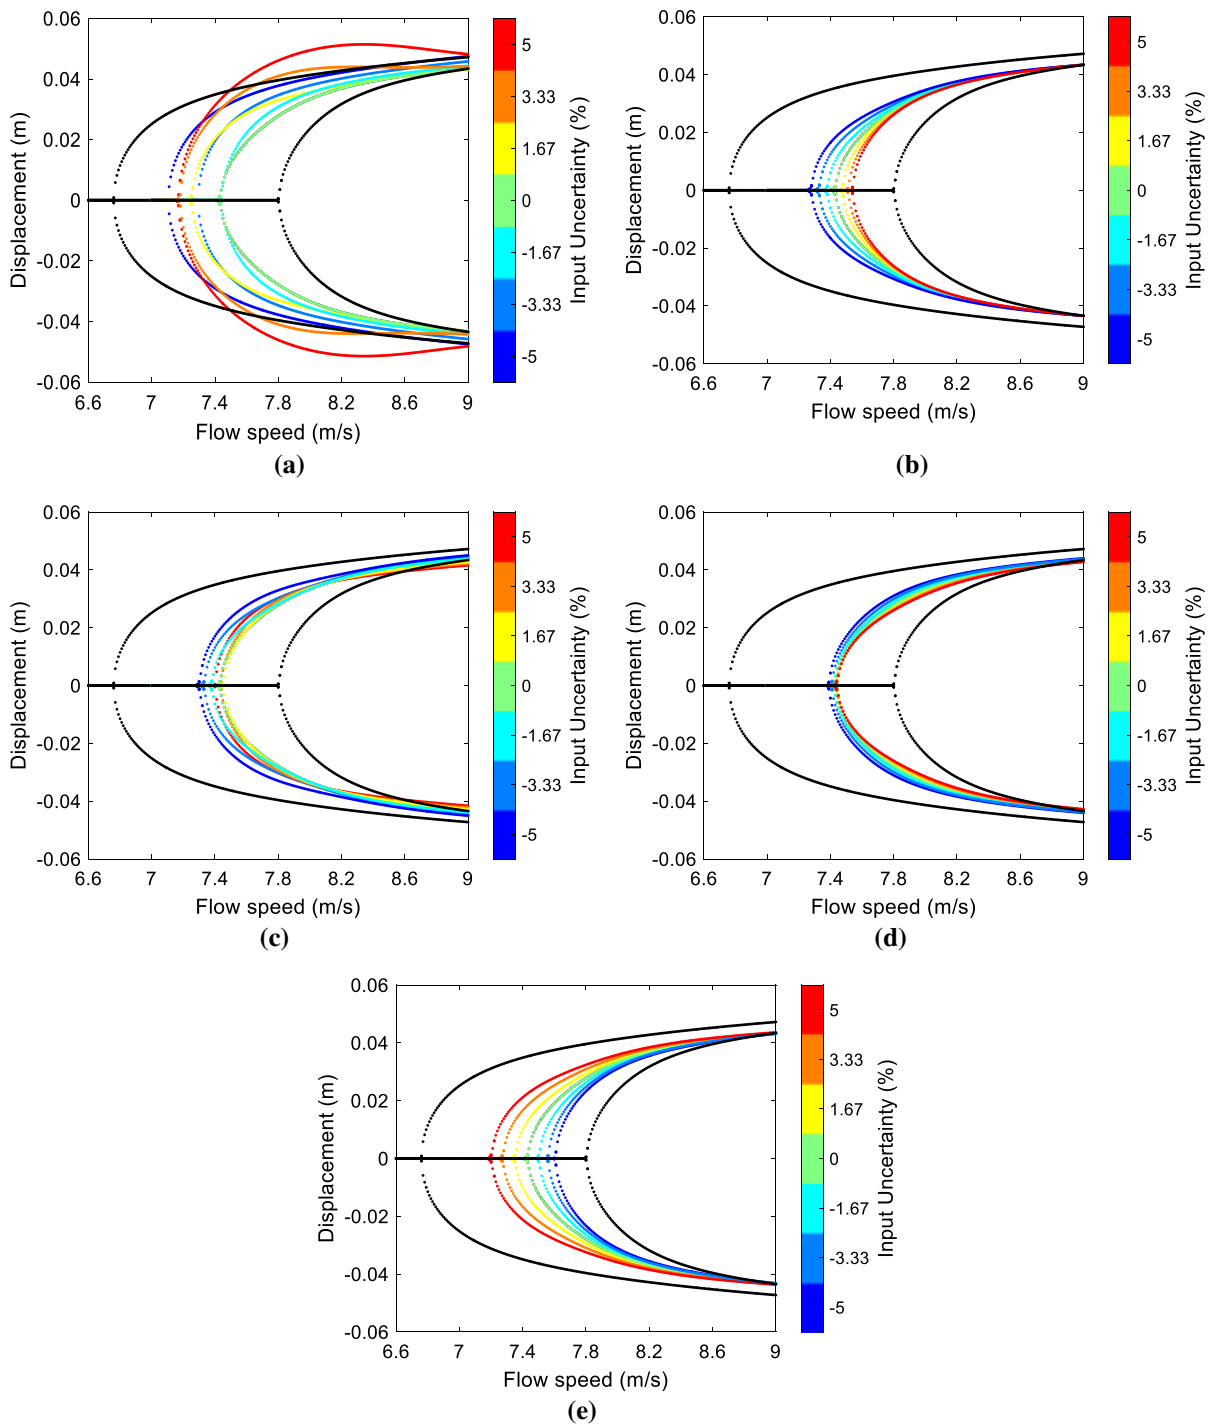 0.06
0.04
0.02
0
-0.02
-0.04
-0.06
Displacement (m)
6.6 7 7.4 7.8 8.2 8.6 9
Flow speed (m/s)
5
3.33
1.67
0
-1.67
-3.33
-5
Input Uncertainty (%)
(a)
0.06
0.04
0.02
0
-0.02
-0.04
-0.06
Displacement (m)
6.6 7 7.4 7.8 8.2 8.6 9
Flow speed (m/s)
5
3.33
1.67
0
-1.67
-3.33
-5
Input Uncertainty (%)
(b)
0.06
0.04
0.02
0
-0.02
-0.04
-0.06
Displacement (m)
6.6 7 7.4 7.8 8.2 8.6 9
Flow speed (m/s)
5
3.33
1.67
0
-1.67
-3.33
-5
Input Uncertainty (%)
(c)
0.06
0.04
0.02
0
-0.02
-0.04
-0.06
Displacement (m)
6.6 7 7.4 7.8 8.2 8.6 9
Flow speed (m/s)
5
3.33
1.67
0
-1.67
-3.33
-5
Input Uncertainty (%)
(d)
0.06
0.04
0.02
0
-0.02
-0.04
-0.06
Displacement (m)
6.6 7 7.4 7.8 8.2 8.6 9
Flow speed (m/s)
5
3.33
1.67
0
-1.67
-3.33
-5
Input Uncertainty (%)
(e)